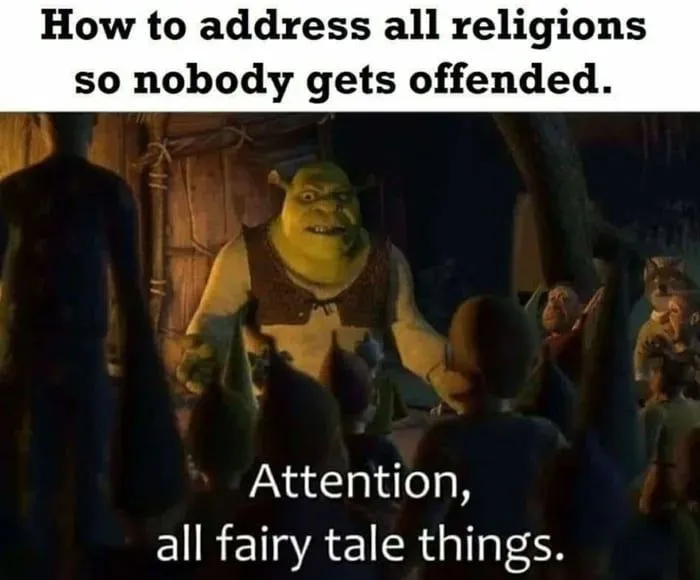 How to address all religions
so nobody gets offended.
Attention,
all fairy tale things.